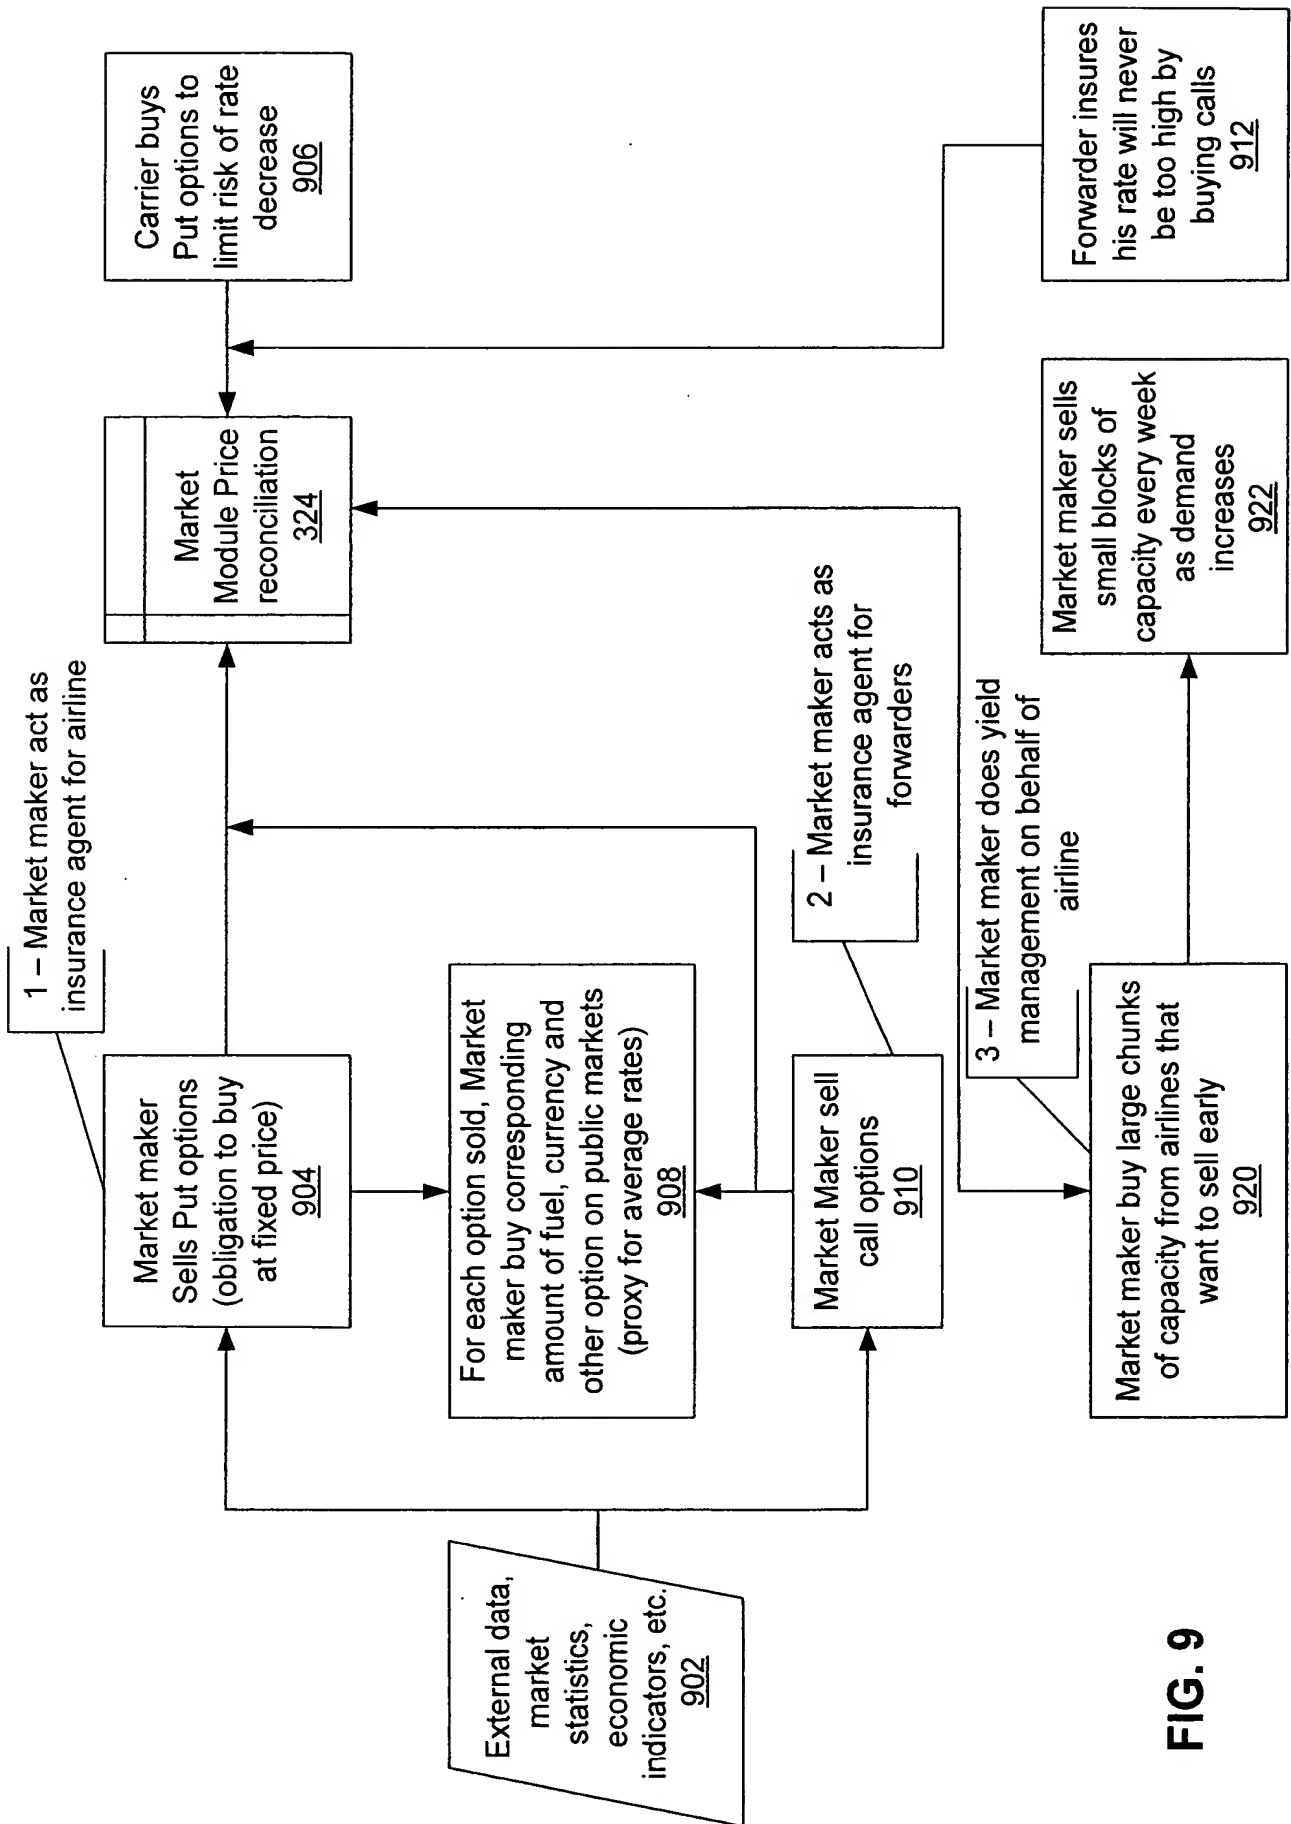 External data,
market
statistics,
economic
indicators, etc.
902
1 – Market maker act as
insurance agent for airline
Market maker
Sells Put options
(obligation to buy
at fixed price)
904
For each option sold, Market
maker buy corresponding
amount of fuel, currency and
other option on public markets
(proxy for average rates)
908
Market Maker sell
call options
910
2 – Market maker acts as
insurance agent for
forwarders
3 – Market maker does yield
management on behalf of
airline
Market maker buy large chunks
of capacity from airlines that
want to sell early
920
Market
Module Price
reconciliation
324
Market maker sells
small blocks of
capacity every week
as demand
increases
922
Carrier buys
Put options to
limit risk of rate
decrease
906
Forwarder insures
his rate will never
be too high by
buying calls
912
FIG. 9